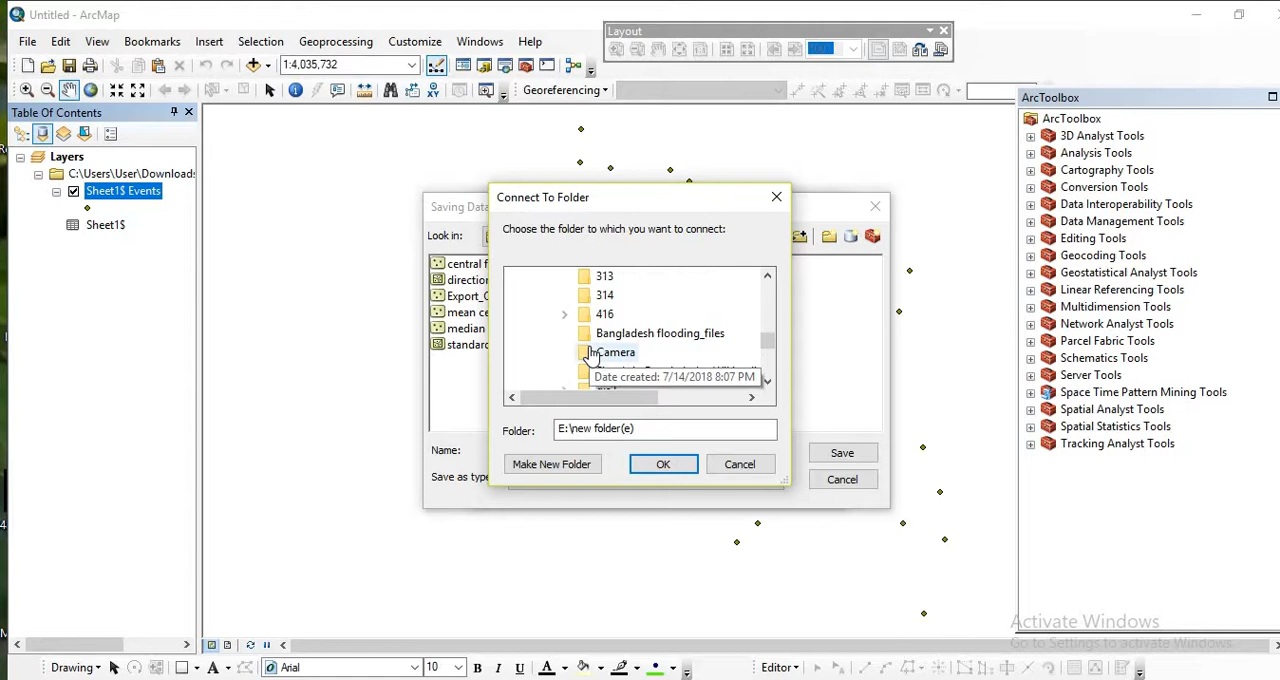 Untitled - ArcMap
File Edit View Bookmarks Insert Selection Geoprocessing Customize Windows Help
Layout
1:4,035,732
Georeferencing
Table Of Contents
Layers
C:\Users\User\Downloads
Sheet1$ Events
Sheet1$
ArcToolbox
ArcToolbox
3D Analyst Tools
Analysis Tools
Cartography Tools
Conversion Tools
Data Interoperability Tools
Data Management Tools
Editing Tools
Geocoding Tools
Geostatistical Analyst Tools
Linear Referencing Tools
Multidimension Tools
Network Analyst Tools
Parcel Fabric Tools
Schematics Tools
Server Tools
Space Time Pattern Mining Tools
Spatial Analyst Tools
Spatial Statistics Tools
Tracking Analyst Tools
Saving Data
Look in:
central f
direction
Export_O
mean ce
median
standard
Name:
Save as type
Save
Cancel
Connect To Folder
Choose the folder to which you want to connect:
313
314
416
Bangladesh flooding_files
Camera
Date created: 7/14/2018 8:07 PM
Folder: E:\new folder(e)
Make New Folder OK Cancel
Activate Windows
Go to Settings to activate Windows.
Drawing Arial 10 B I U A Editor